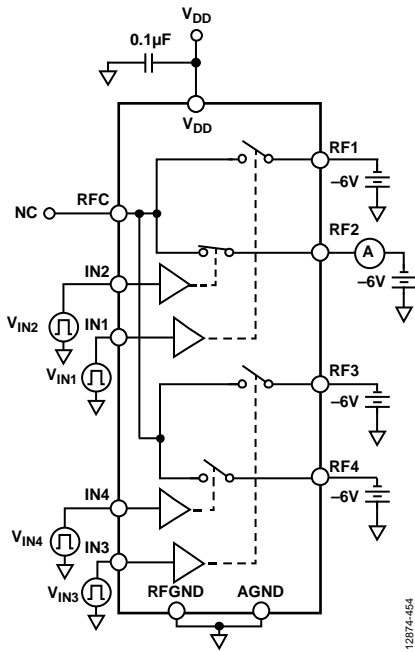 VDD
0.1µF
VDD
RF1
−6V
NC
RFC
RF2
A
−6V
IN2
VIN2
IN1
VIN1
RF3
−6V
RF4
−6V
IN4
VIN4
IN3
VIN3
RFGND
AGND
12874-454